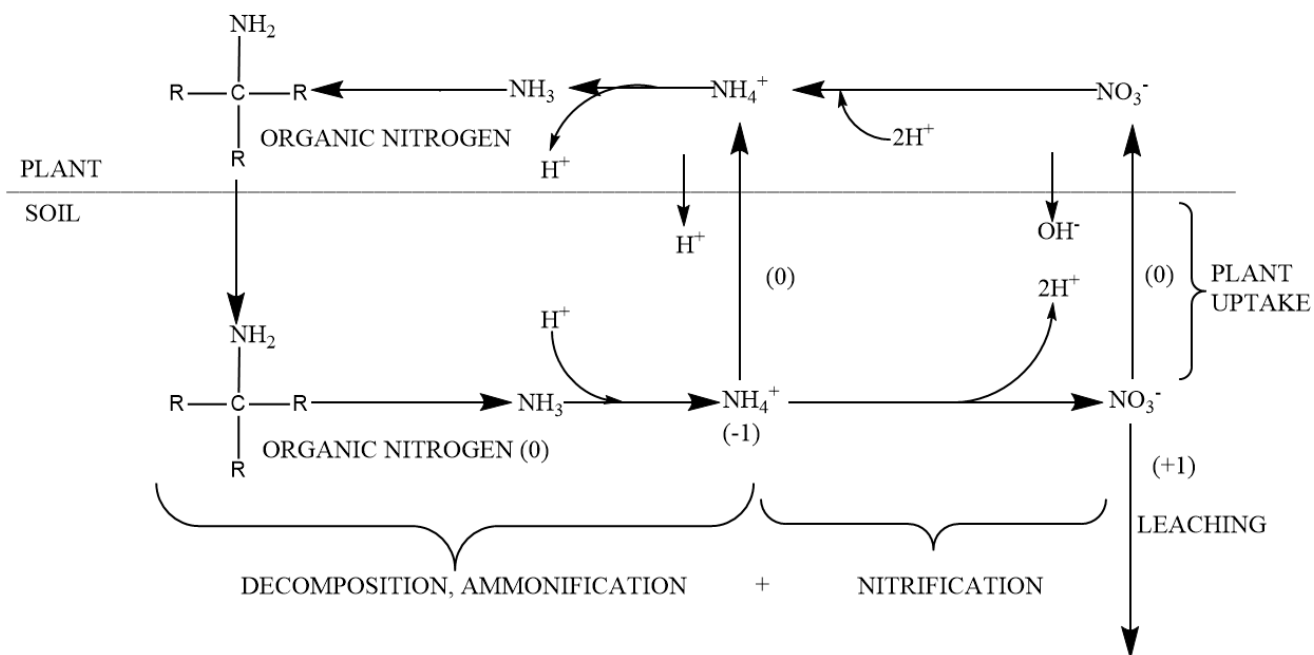 NH₂
R C R NH₃ NH₄⁺ NO₃⁻
2H⁺
ORGANIC NITROGEN
R
H⁺
PLANT
SOIL
H⁺ OH⁻
(0) 2H⁺ (0) PLANT
UPTAKE
H⁺
NH₂
R C R NH₃ NH₄⁺ NO₃⁻
(-1)
ORGANIC NITROGEN (0)
R (+1)
LEACHING
DECOMPOSITION, AMMONIFICATION + NITRIFICATION